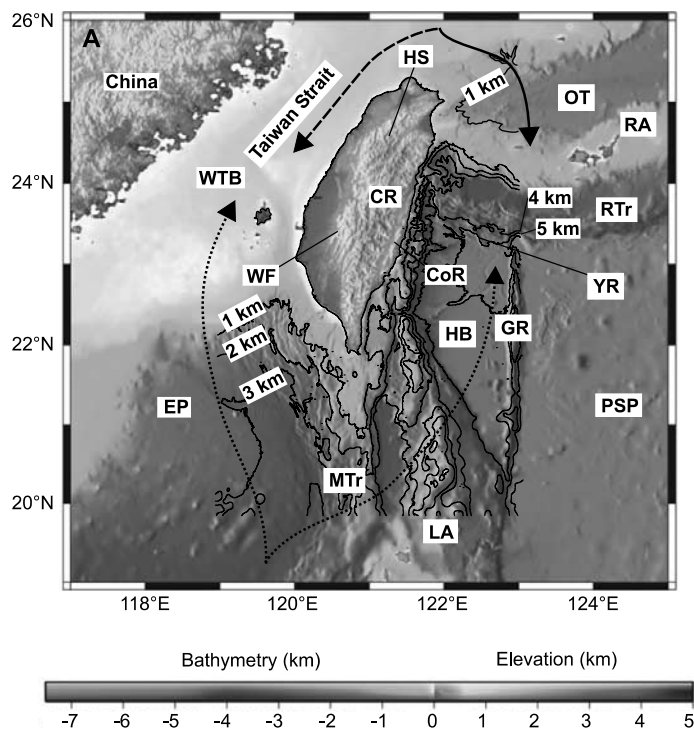 26°N
A
HS
China
1 km
OT
Taiwan Strait
RA
24°N
WTB
CR
4 km
RTr
5 km
WF
CoR
YR
1 km
22°N
HB
GR
2 km
3 km
EP
PSP
20°N
MTr
LA
118°E
120°E
122°E
124°E
Bathymetry (km)
Elevation (km)
-7
-6
-5
-4
-3
-2
-1
0
1
2
3
4
5